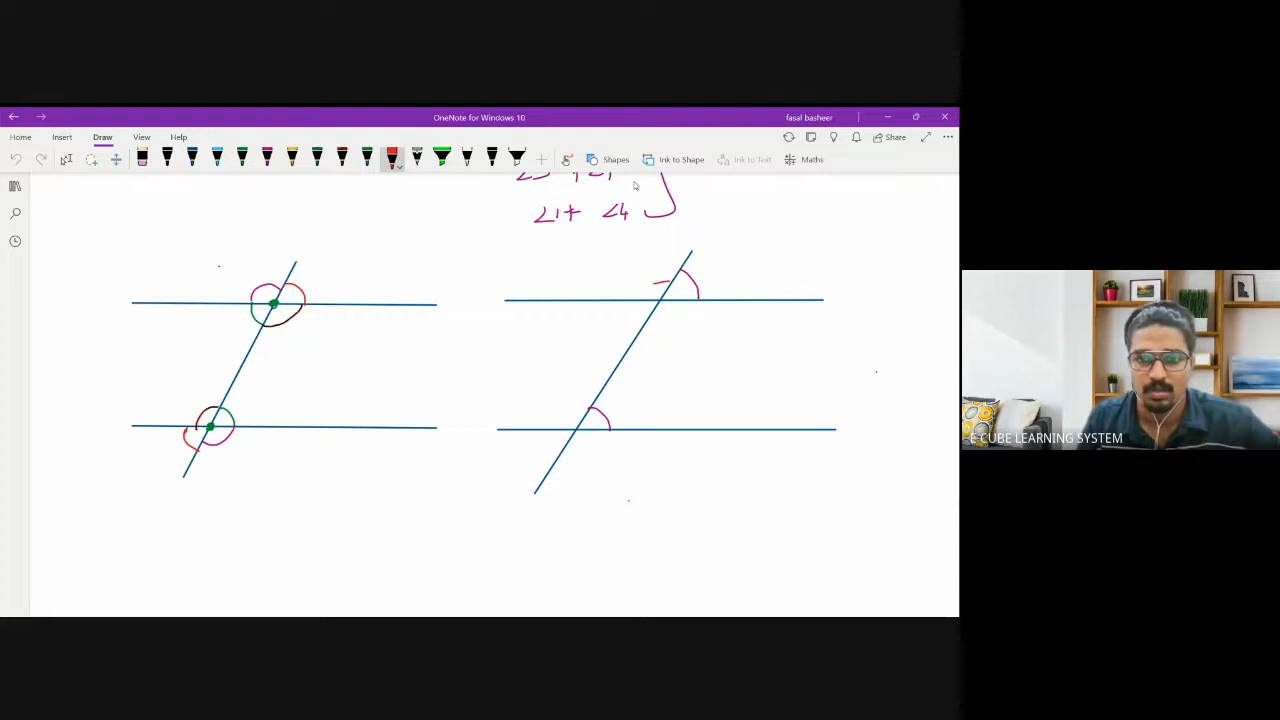 OneNote for Windows 10
fasal basheer
Home Insert Draw View Help
Share
Shapes Ink to Shape Ink to Text Maths
∠1+ ∠4
E CUBE LEARNING SYSTEM